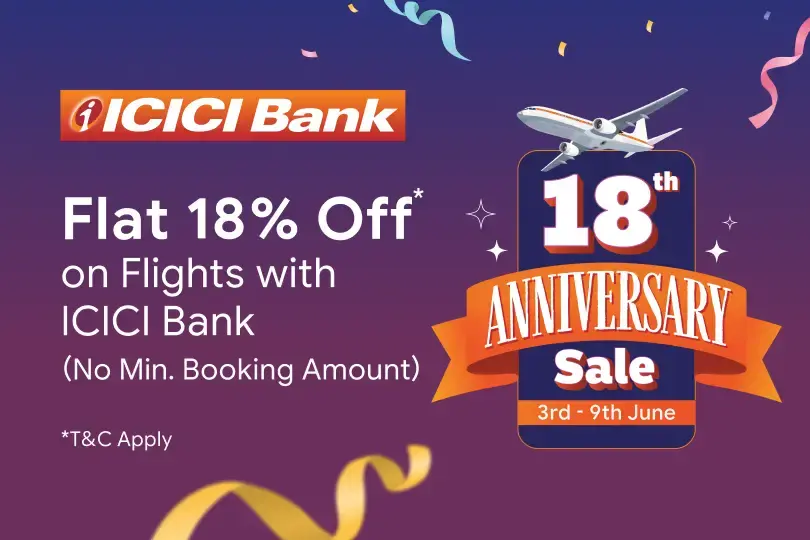 i ICICI Bank
Flat 18% Off*
on Flights with
ICICI Bank
(No Min. Booking Amount)
*T&C Apply
18th
ANNIVERSARY
Sale
3rd - 9th June